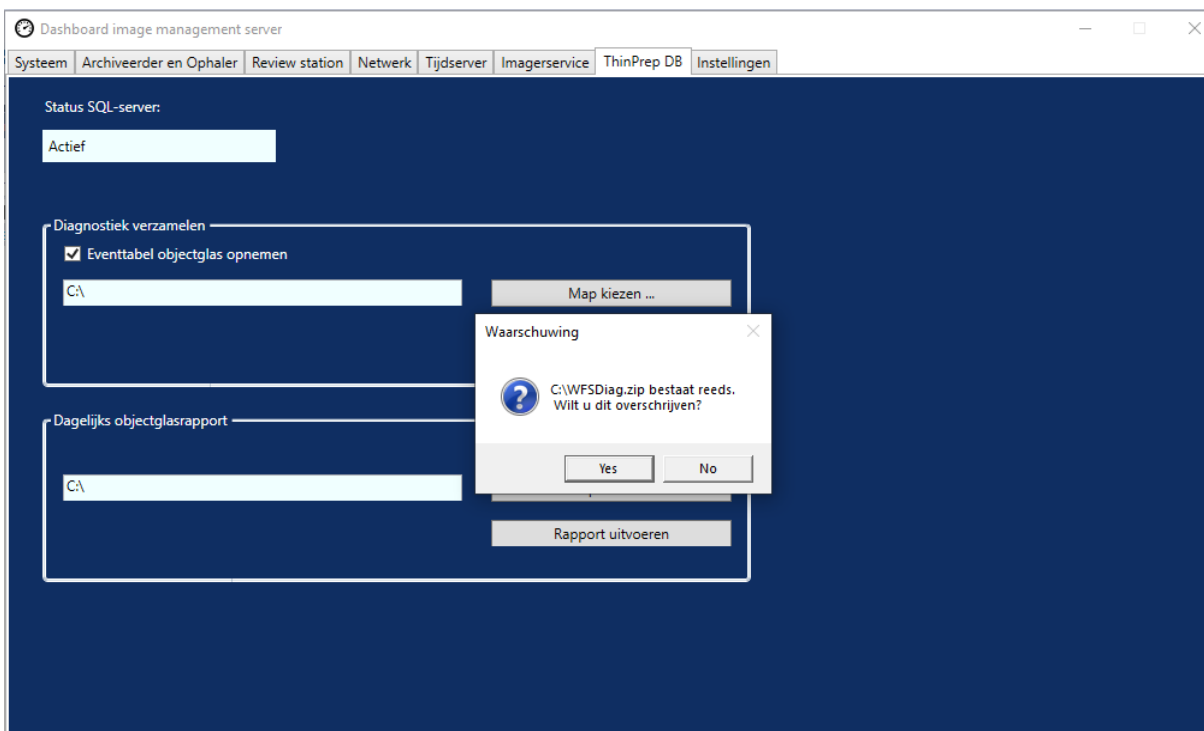 Dashboard image management server
Systeem Archiveerder en Ophaler Review station Netwerk Tijdserver Imagerservice ThinPrep DB Instellingen
Status SQL-server:
Actief
Diagnostiek verzamelen
Eventtabel objectglas opnemen
C:\
Map kiezen ...
Waarschuwing
C:\WFSDiag.zip bestaat reeds.
Wilt u dit overschrijven?
Yes No
Dagelijks objectglasrapport
C:\
Rapport uitvoeren